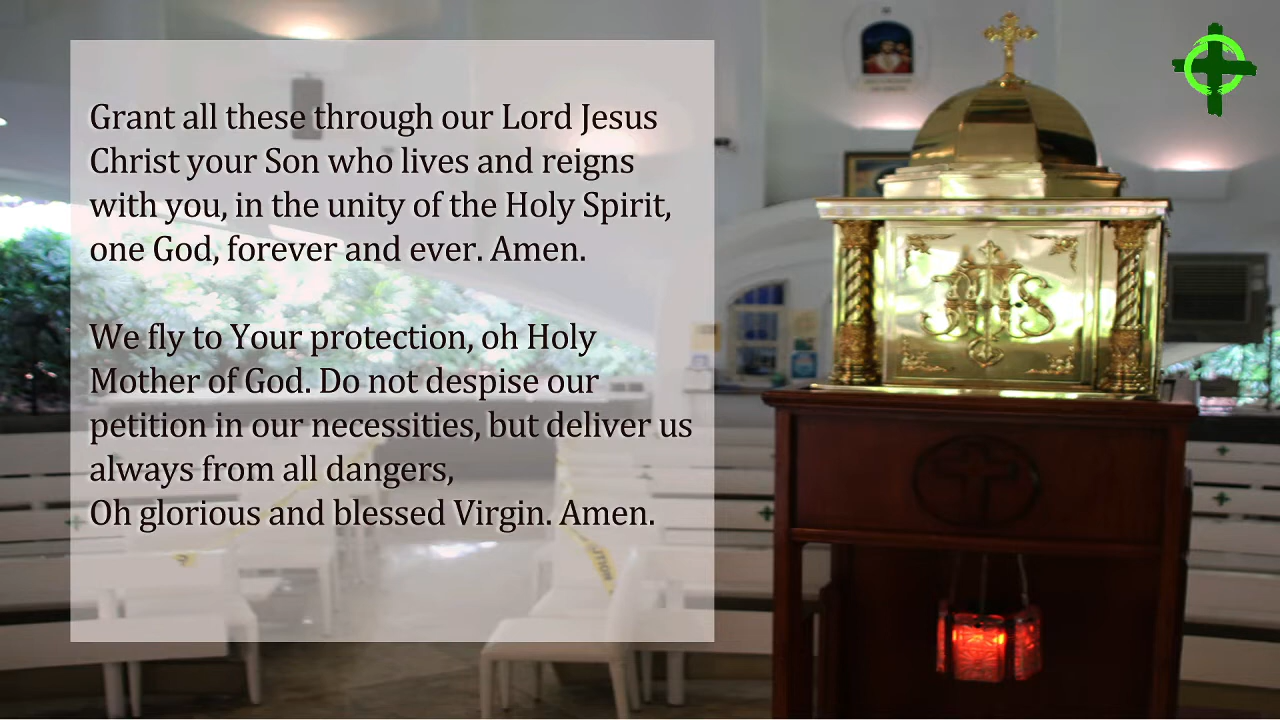 Grant all these through our Lord Jesus
Christ your Son who lives and reigns
with you, in the unity of the Holy Spirit,
one God, forever and ever. Amen.
We fly to Your protection, oh Holy
Mother of God. Do not despise our
petition in our necessities, but deliver us
always from all dangers,
Oh glorious and blessed Virgin. Amen.
IHS
CAUTION